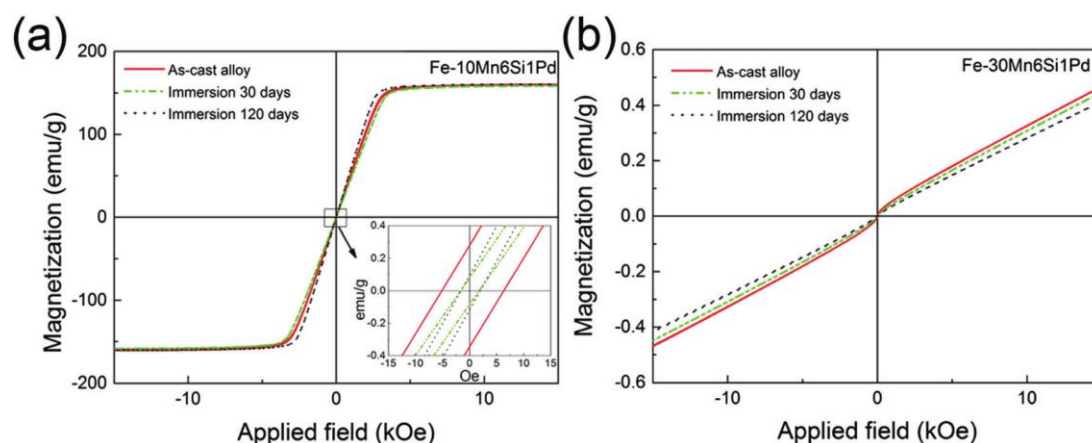 (a)
Magnetization (emu/g)
200
100
0
-100
-200
As-cast alloy
Immersion 30 days
Immersion 120 days
Fe-10Mn6Si1Pd
emu/g
0.4
0.2
0.0
-0.2
-0.4
-15 -10 -5 0 5 10 15
Oe
-10 0 10
Applied field (kOe)
(b)
Magnetization (emu/g)
0.6
0.4
0.2
0.0
-0.2
-0.4
-0.6
As-cast alloy
Immersion 30 days
Immersion 120 days
Fe-30Mn6Si1Pd
-10 0 10
Applied field (kOe)